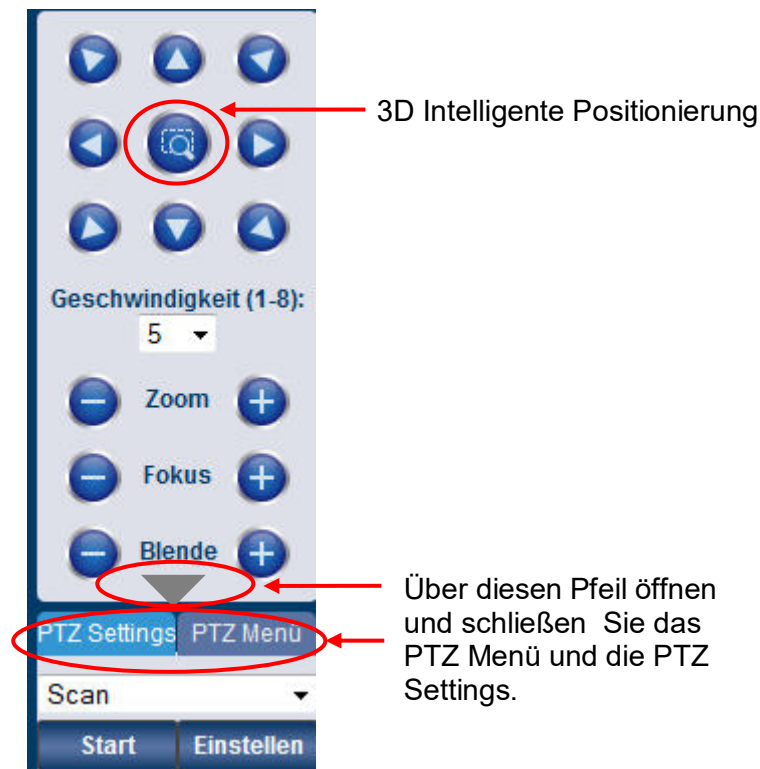 3D Intelligente Positionierung
Geschwindigkeit (1-8):
5
Zoom
Fokus
Blende
Über diesen Pfeil öffnen
und schließen Sie das
PTZ Menü und die PTZ
Settings.
PTZ Settings PTZ Menü
Scan
Start Einstellen